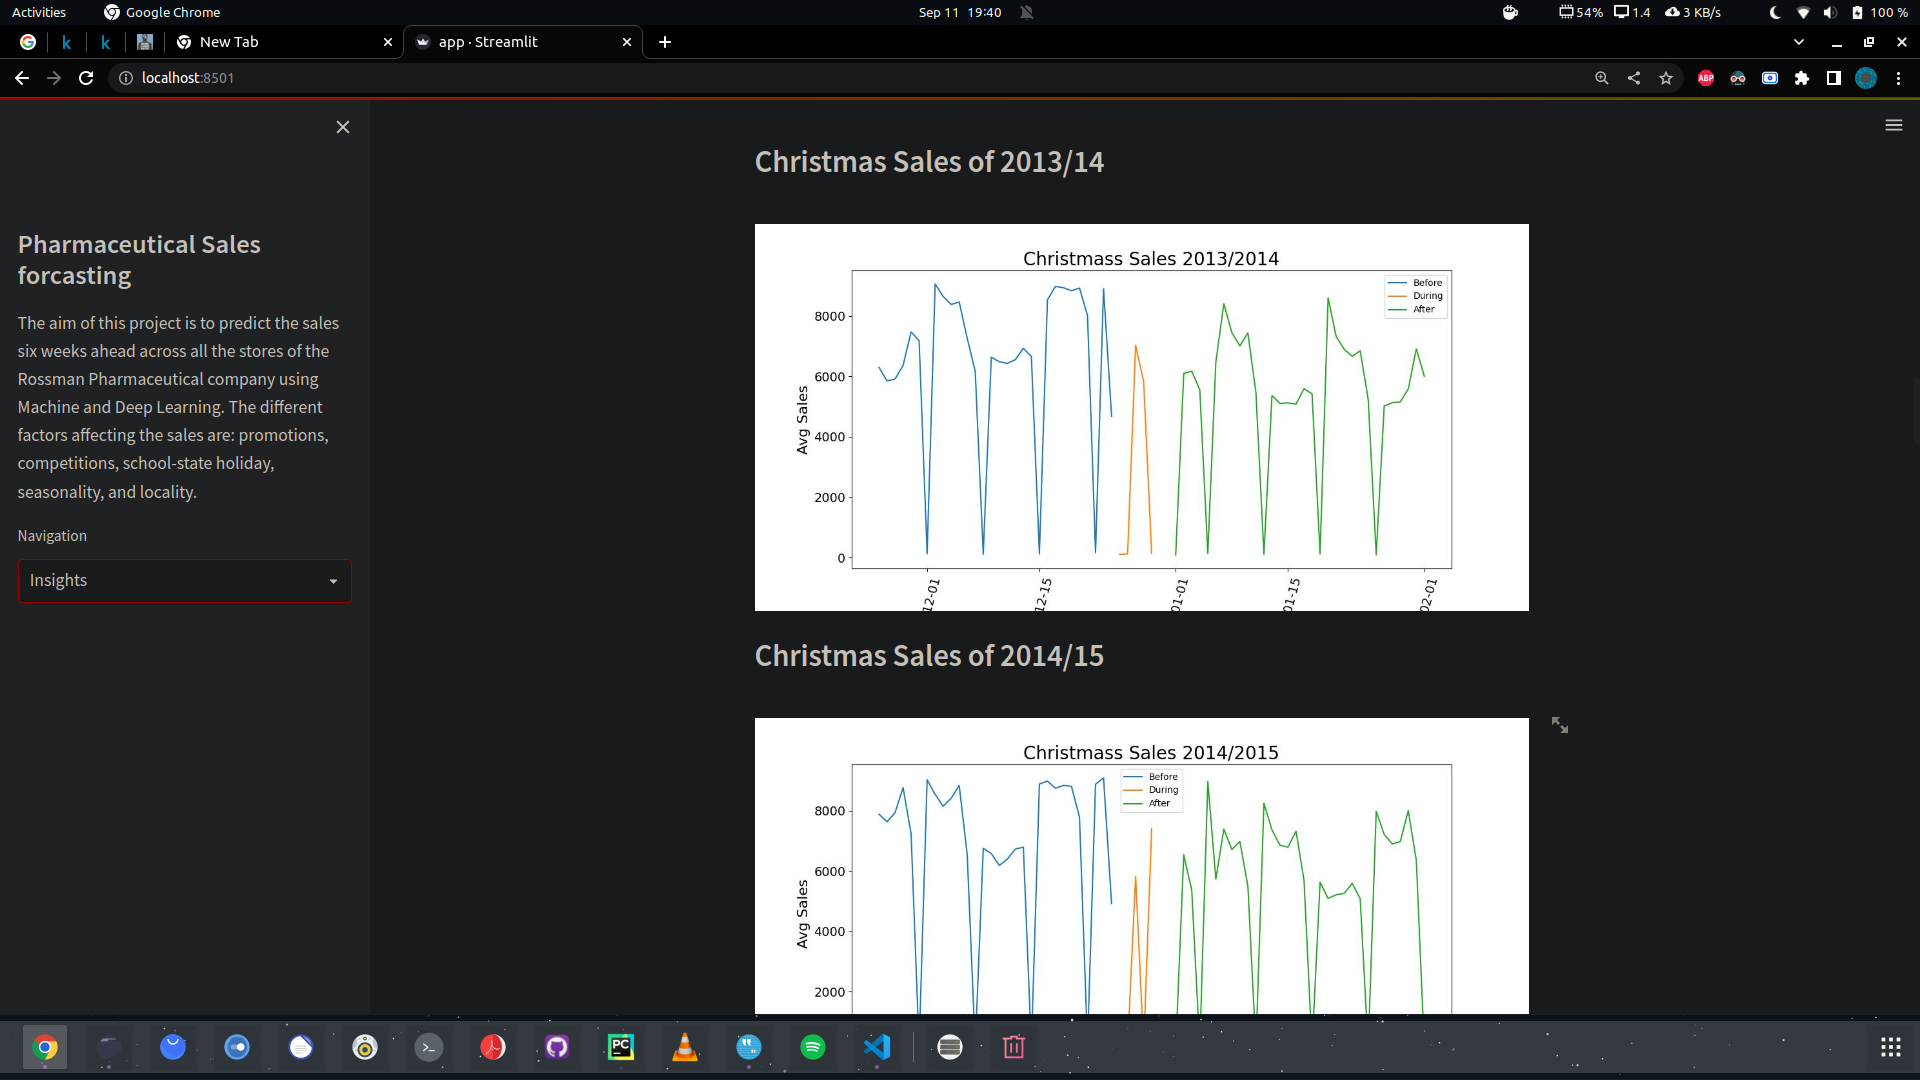 Activities Google Chrome Sep 11 19:40 54% 1.4 3 KB/s 100 %
New Tab app · Streamlit
localhost:8501
ABP
Pharmaceutical Sales
forcasting
The aim of this project is to predict the sales
six weeks ahead across all the stores of the
Rossman Pharmaceutical company using
Machine and Deep Learning. The different
factors affecting the sales are: promotions,
competitions, school-state holiday,
seasonality, and locality.
Navigation
Insights
Christmas Sales of 2013/14
Christmass Sales 2013/2014
Before
During
After
8000
6000
4000
2000
0
Avg Sales
12-01 12-15 01-01 01-15 02-01
Christmas Sales of 2014/15
Christmass Sales 2014/2015
Before
During
After
8000
6000
4000
2000
Avg Sales
PC